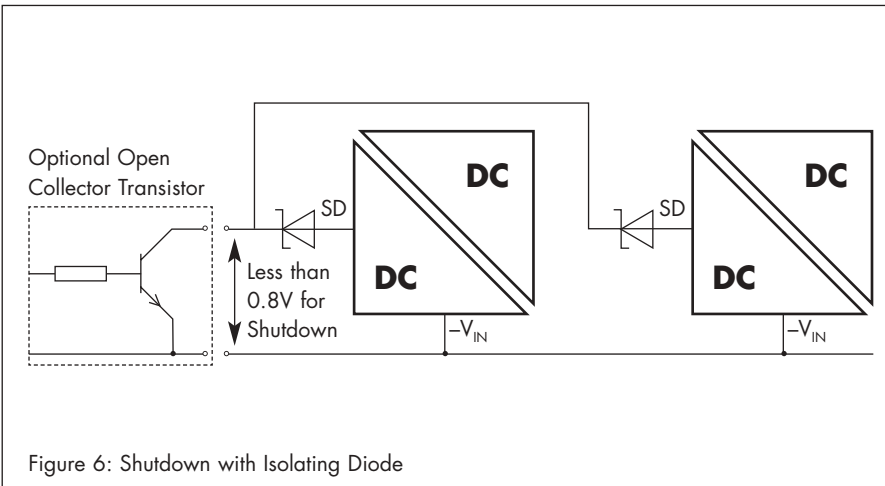 Optional Open
Collector Transistor
SD
DC
DC
Less than
0.8V for
Shutdown
–VIN
SD
DC
DC
–VIN
Figure 6: Shutdown with Isolating Diode